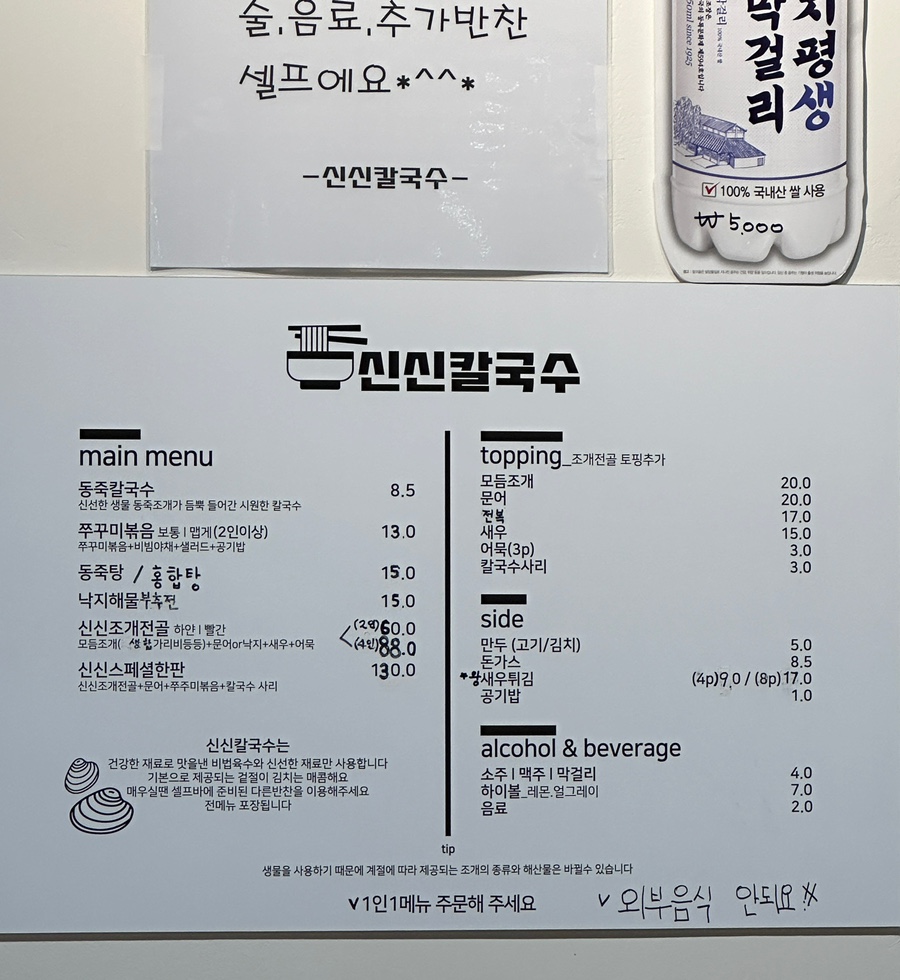 술,음료,추가반찬
셀프에요*^^*
-신신칼국수-
지평생
막걸리
since 1925
100% 국내산 쌀 사용
₩5,000
신신칼국수
main menu
동죽칼국수 8.5
신선한 생물 동죽조개가 듬뿍 들어간 시원한 칼국수
쭈꾸미볶음 보통 | 맵게(2인이상) 13.0
쭈꾸미볶음+비빔야채+샐러드+공기밥
동죽탕 / 홍합탕 15.0
낙지해물부추전 15.0
신신조개전골 하얀 | 빨간 (2인)60.0
모듬조개( 생합가리비등등)+문어or낙지+새우+어묵 (4인)88.0
신신스페셜한판 130.0
신신조개전골+문어+쭈주미볶음+칼국수 사리
신신칼국수는
건강한 재료로 맛을낸 비법육수와 신선한 재료만 사용합니다
기본으로 제공되는 겉절이 김치는 매콤해요
매우실땐 셀프바에 준비된 다른반찬을 이용해주세요
전메뉴 포장됩니다
topping_조개전골 토핑추가
모듬조개 20.0
문어 20.0
전복 17.0
새우 15.0
어묵(3p) 3.0
칼국수사리 3.0
side
만두 (고기/김치) 5.0
돈가스 8.5
왕새우튀김 (4p)9.0 / (8p)17.0
공기밥 1.0
alcohol & beverage
소주 | 맥주 | 막걸리 4.0
하이볼_레몬.얼그레이 7.0
음료 2.0
tip
생물을 사용하기 때문에 계절에 따라 제공되는 조개의 종류와 해산물은 바뀔수 있습니다
∨1인1메뉴 주문해 주세요
∨ 외부음식 안되요※